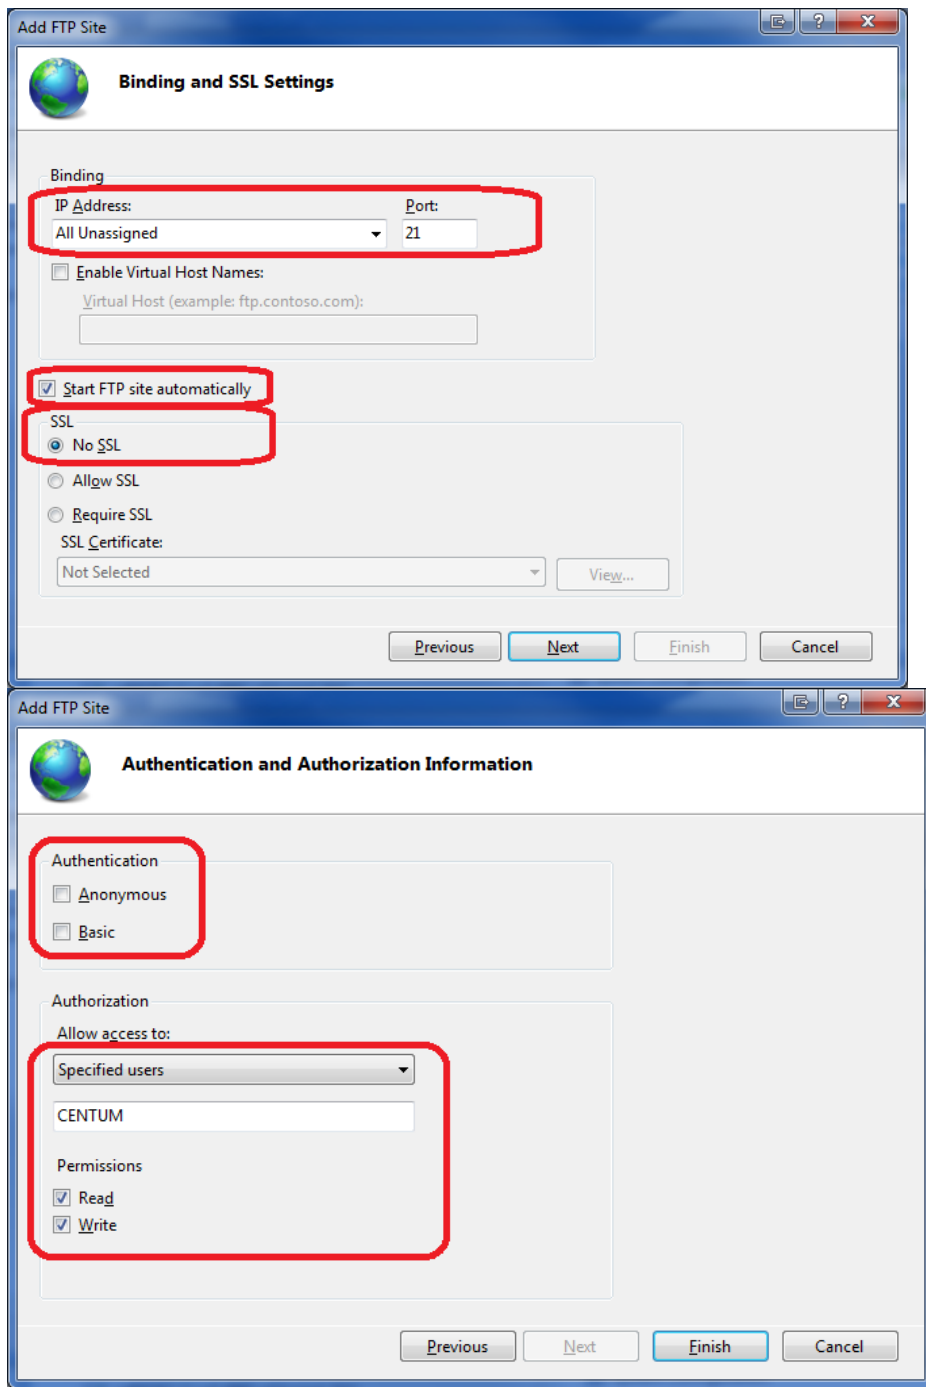 Add FTP Site
?
Binding and SSL Settings
Binding
IP Address: Port:
All Unassigned 21
Enable Virtual Host Names:
Virtual Host (example: ftp.contoso.com):
Start FTP site automatically
SSL
No SSL
Allow SSL
Require SSL
SSL Certificate:
Not Selected View...
Previous Next Finish Cancel
Add FTP Site
?
Authentication and Authorization Information
Authentication
Anonymous
Basic
Authorization
Allow access to:
Specified users
CENTUM
Permissions
Read
Write
Previous Next Finish Cancel